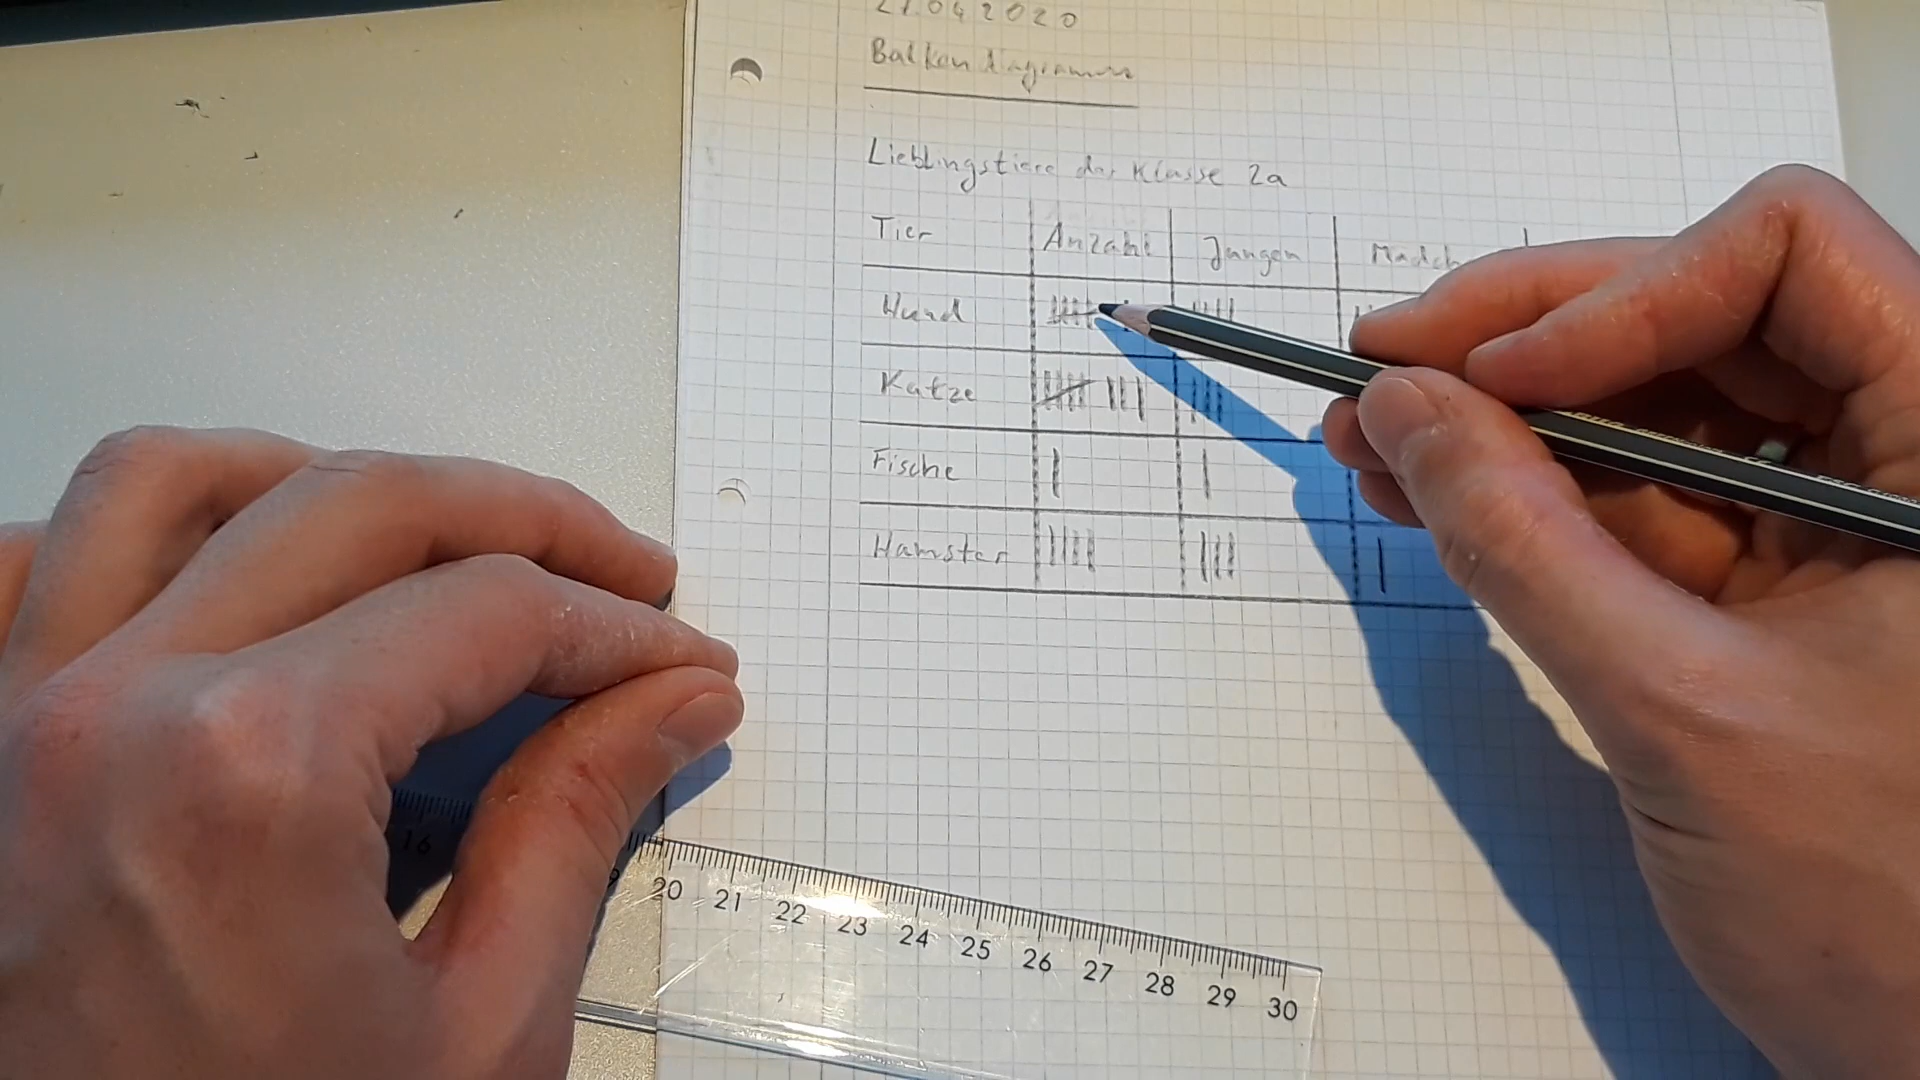 21.04.2020
Balkendiagramm
Lieblingstiere der Klasse 2a
Tier Anzahl Jungen Mädch
Hund
Katze
Fische
Hamster
16
20 21 22 23 24 25 26 27 28 29 30